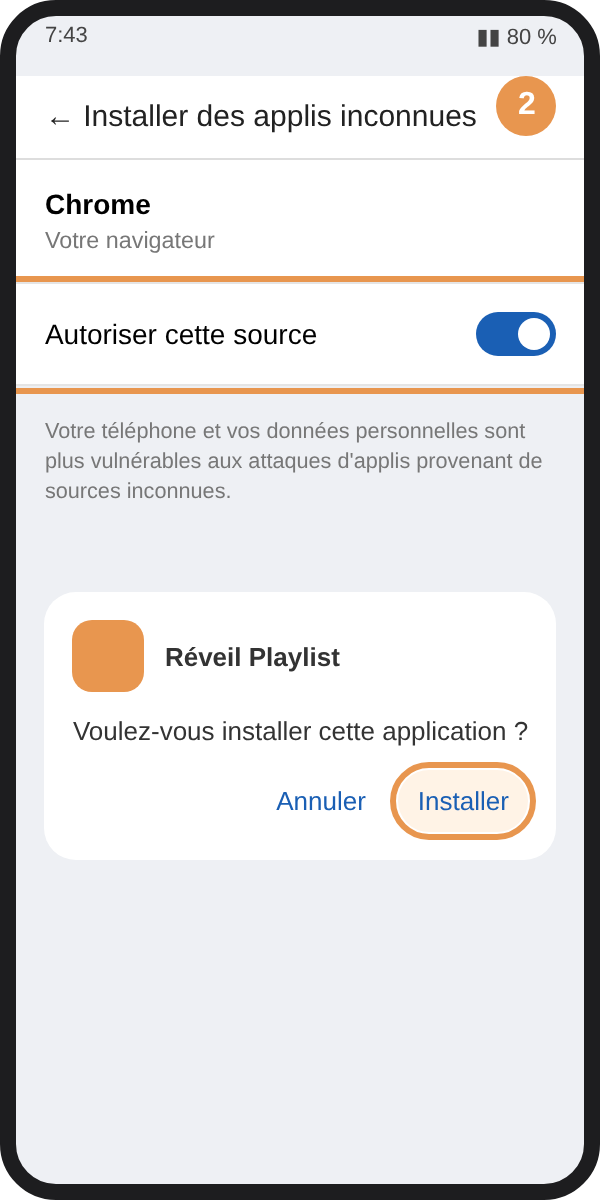 7:43
80 %
← Installer des applis inconnues
2
Chrome
Votre navigateur
Autoriser cette source
Votre téléphone et vos données personnelles sont
plus vulnérables aux attaques d'applis provenant de
sources inconnues.
Réveil Playlist
Voulez-vous installer cette application ?
Annuler Installer